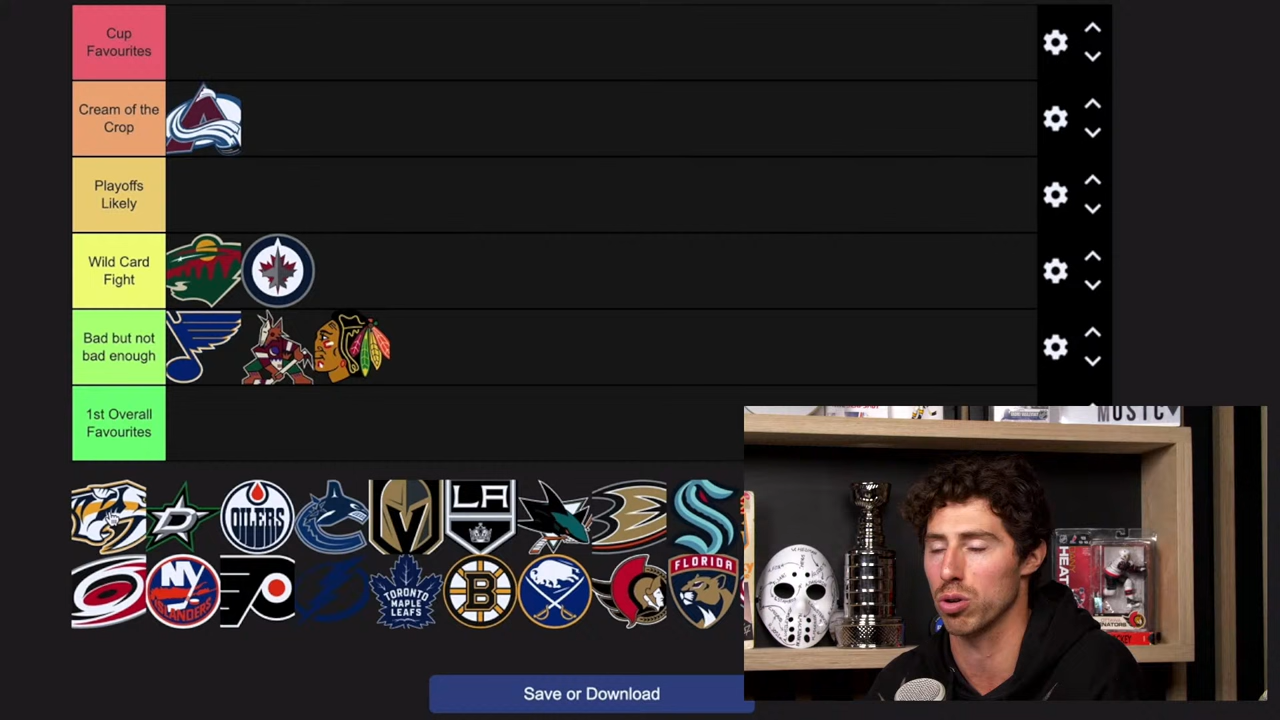 Cup
Favourites
Cream of the
Crop
Playoffs
Likely
Wild Card
Fight
Bad but not
bad enough
1st Overall
Favourites
OILERS
LA
FLORIDA
NY
ISLANDERS
TORONTO
MAPLE
LEAFS
B
MUSIC
HEAT
Save or Download